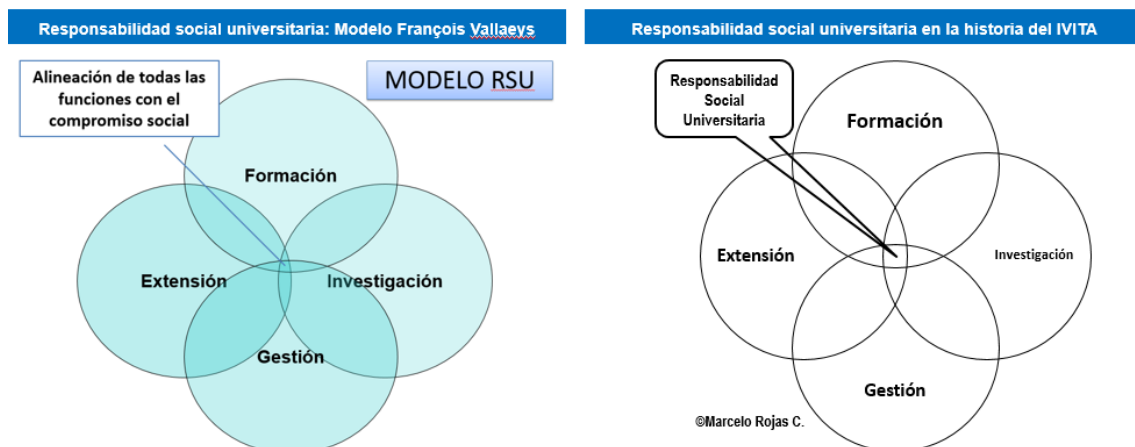 Responsabilidad social universitaria: Modelo François Vallaeys
Alineación de todas las
funciones con el
compromiso social
MODELO RSU
Formación
Extensión
Investigación
Gestión
Responsabilidad social universitaria en la historia del IVITA
Responsabilidad
Social
Universitaria
Formación
Extensión
Investigación
Gestión
©Marcelo Rojas C.